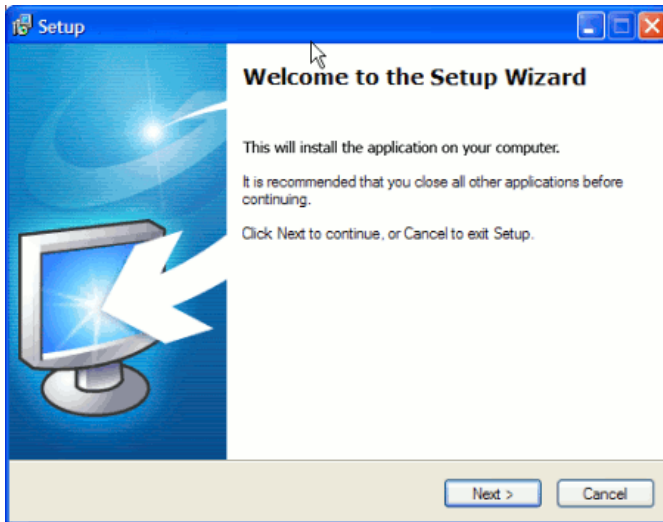 Setup
Welcome to the Setup Wizard
This will install the application on your computer.
It is recommended that you close all other applications before
continuing.
Click Next to continue, or Cancel to exit Setup.
Next >
Cancel